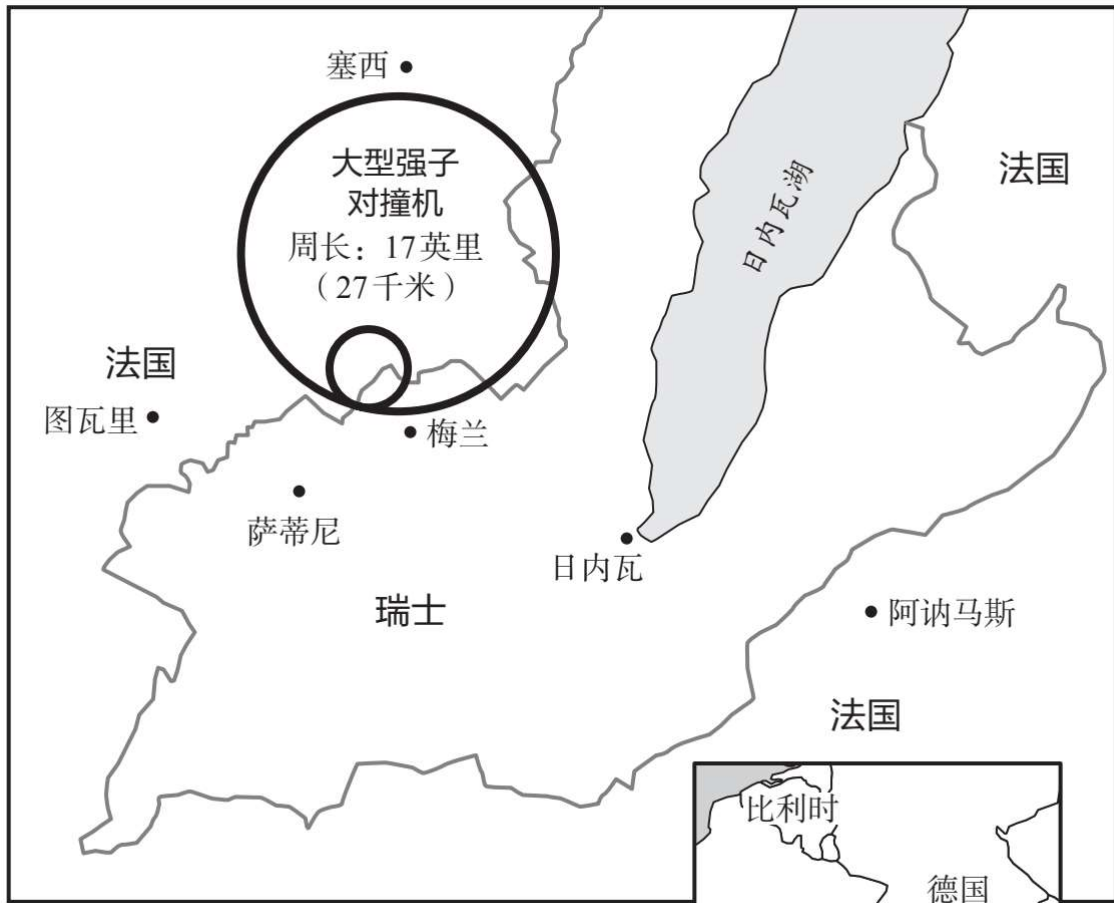 塞西
大型强子
对撞机
周长：17英里
（27千米）
日内瓦湖
法国
法国
图瓦里
梅兰
萨蒂尼
日内瓦
瑞士
阿讷马斯
法国
比利时
德国